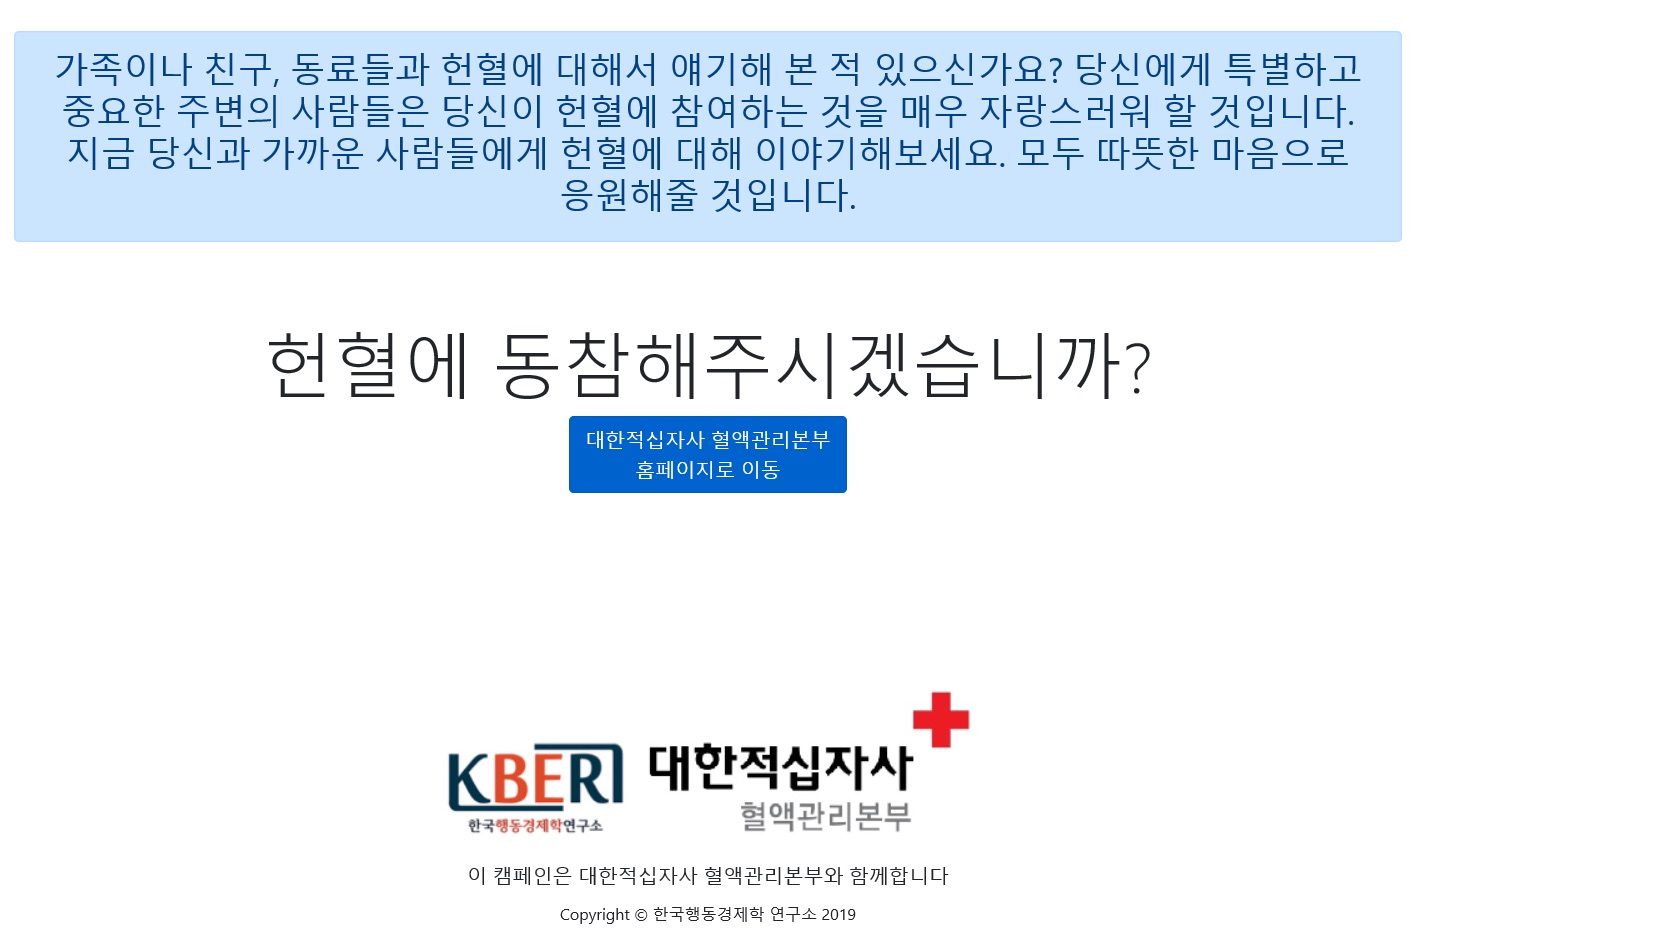 가족이나 친구, 동료들과 헌혈에 대해서 얘기해 본 적 있으신가요? 당신에게 특별하고
중요한 주변의 사람들은 당신이 헌혈에 참여하는 것을 매우 자랑스러워 할 것입니다.
지금 당신과 가까운 사람들에게 헌혈에 대해 이야기해보세요. 모두 따뜻한 마음으로
응원해줄 것입니다.
헌혈에 동참해주시겠습니까?
대한적십자사 혈액관리본부
홈페이지로 이동
KBERI
한국행동경제학연구소
대한적십자사
혈액관리본부
이 캠페인은 대한적십자사 혈액관리본부와 함께합니다
Copyright © 한국행동경제학 연구소 2019